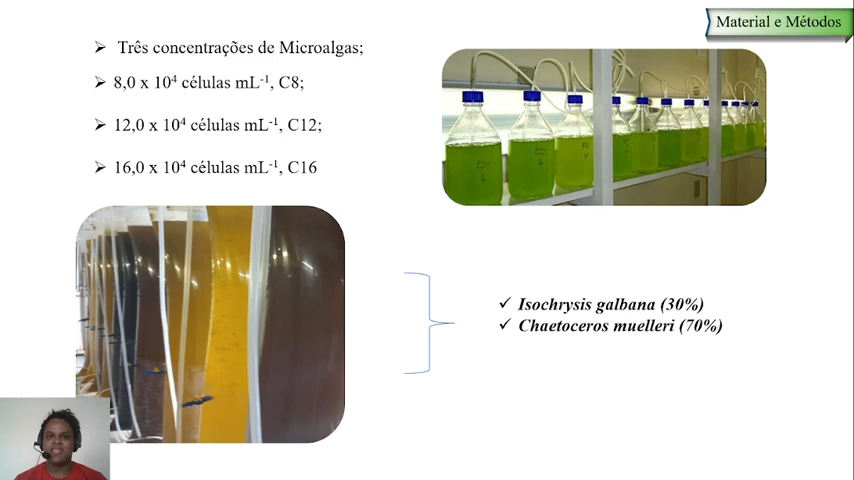 Material e Métodos
➢ Três concentrações de Microalgas;
➢ 8,0 x 10⁴ células mL⁻¹, C8;
➢ 12,0 x 10⁴ células mL⁻¹, C12;
➢ 16,0 x 10⁴ células mL⁻¹, C16
✓ Isochrysis galbana (30%)
✓ Chaetoceros muelleri (70%)